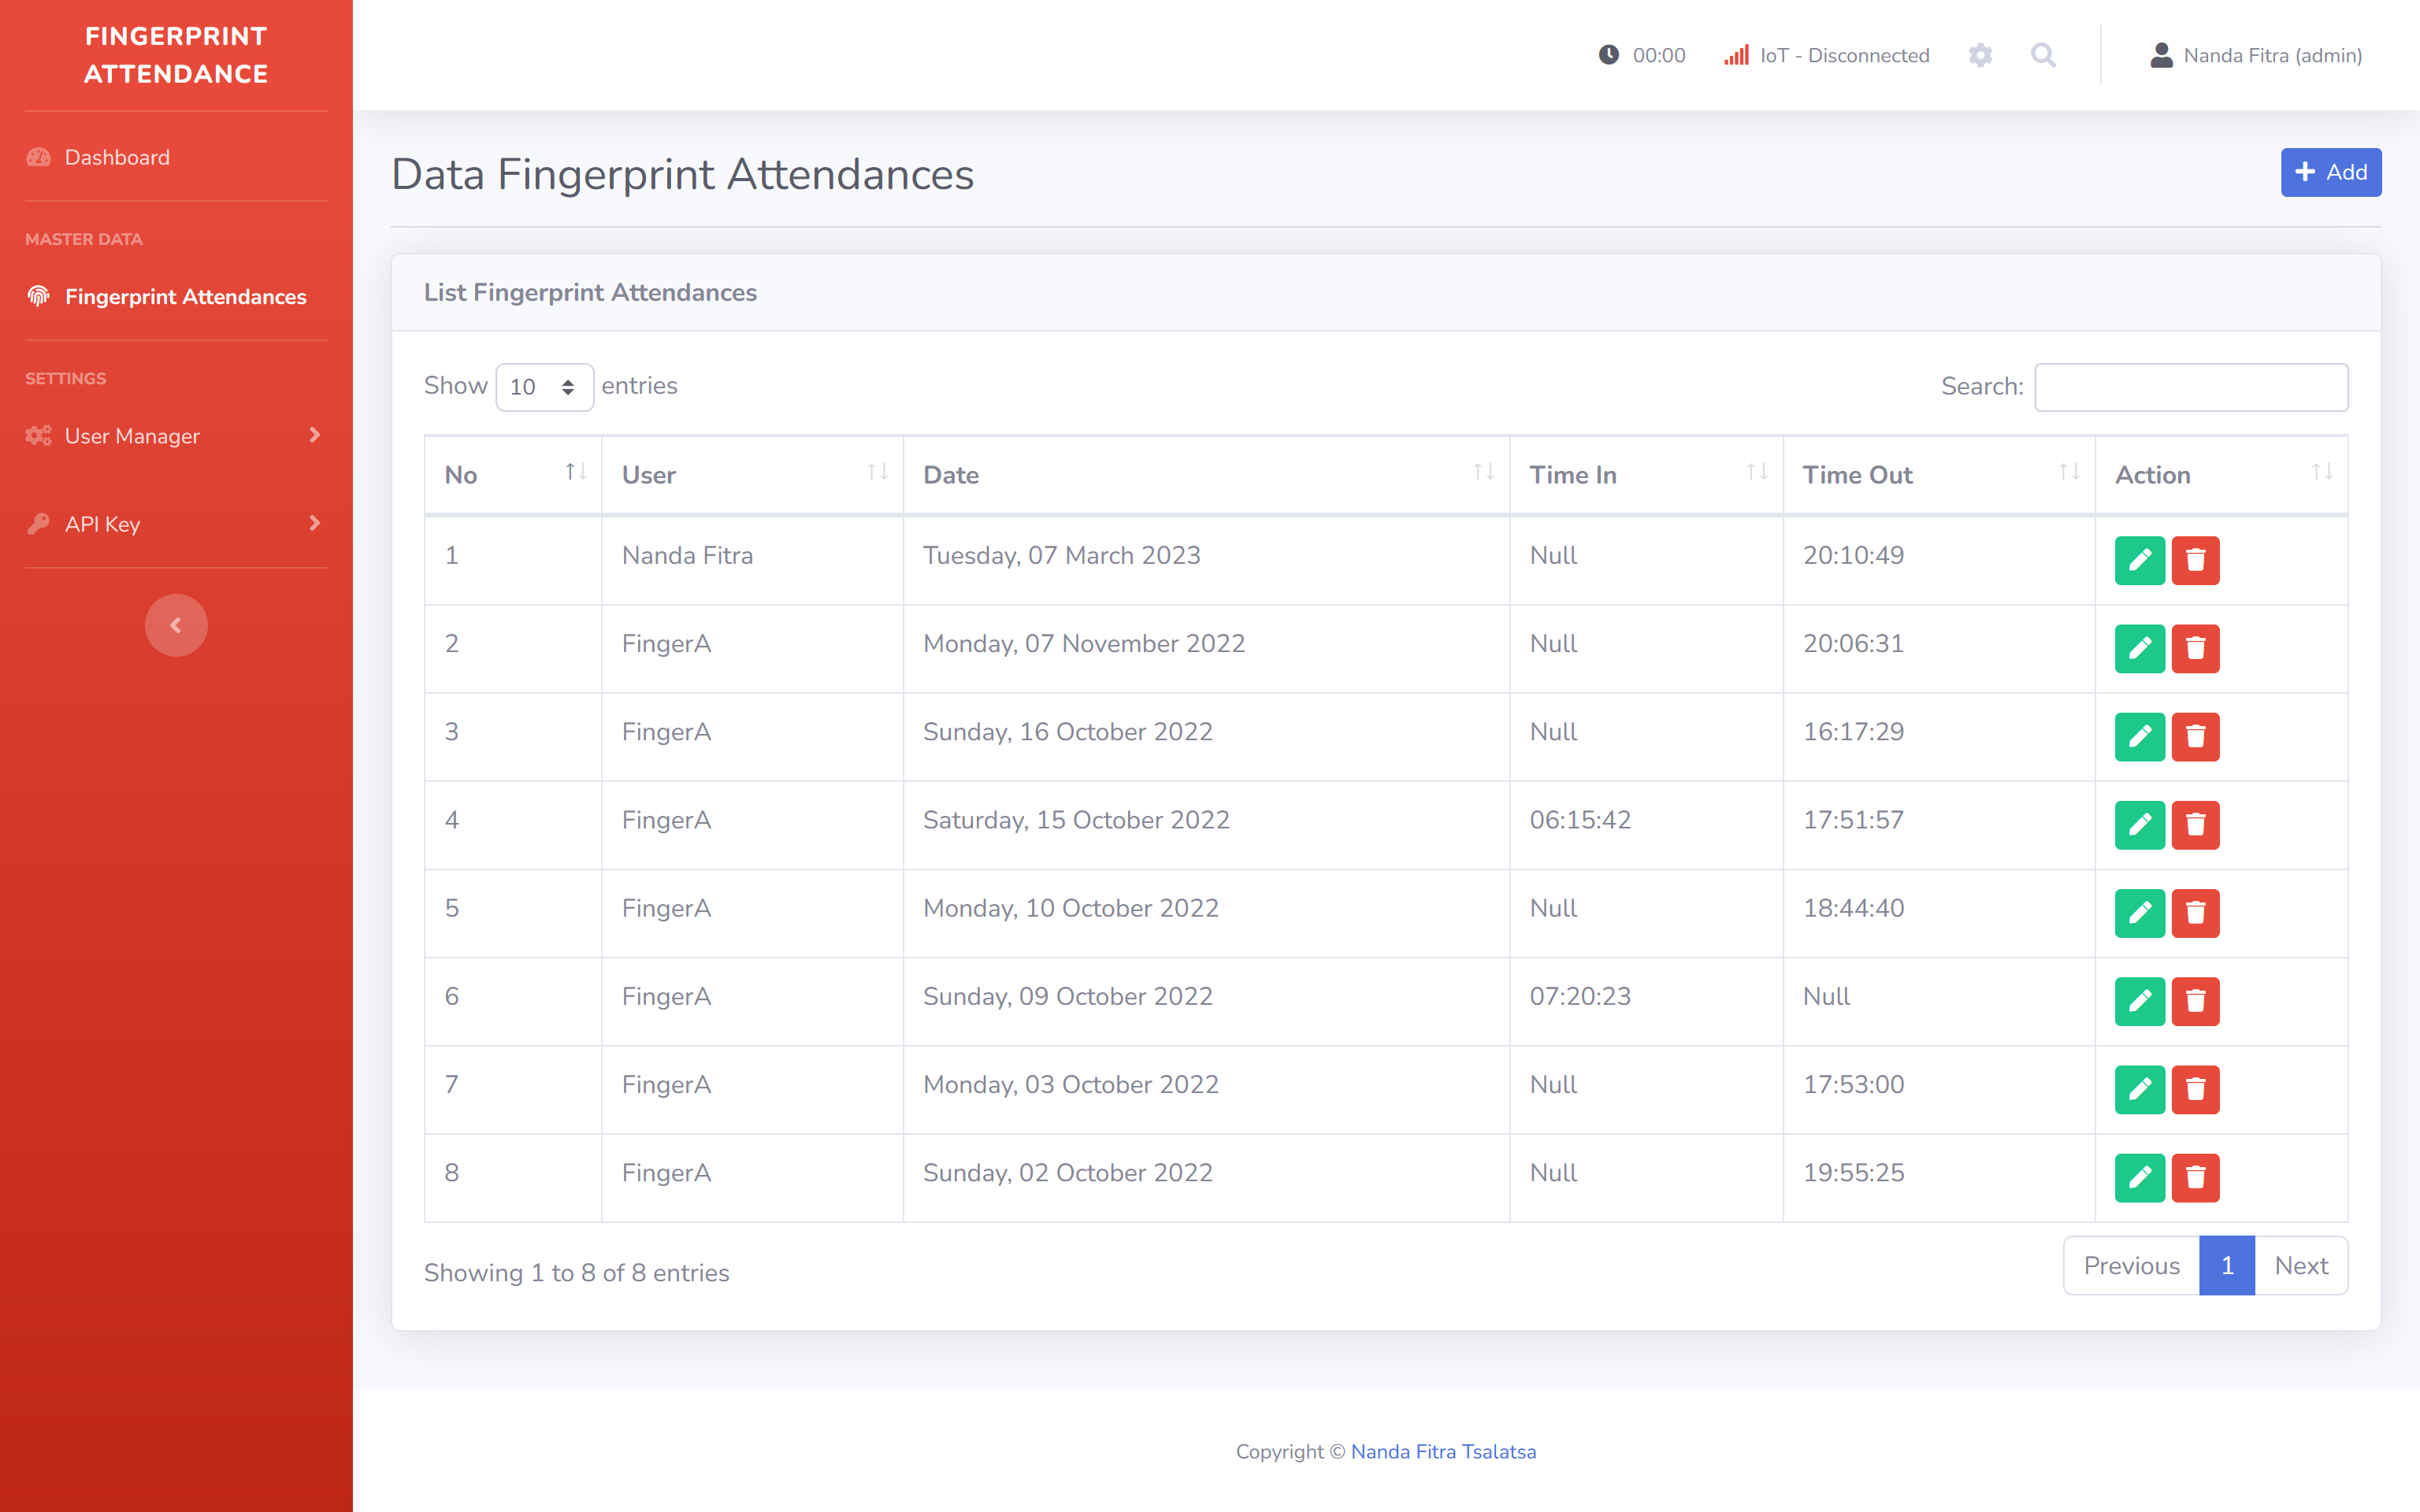 FINGERPRINT
ATTENDANCE
Dashboard
MASTER DATA
Fingerprint Attendances
SETTINGS
User Manager
API Key
00:00 IoT - Disconnected Nanda Fitra (admin)
Data Fingerprint Attendances Add
List Fingerprint Attendances
Show 10 entries Search:
No User Date Time In Time Out Action
1 Nanda Fitra Tuesday, 07 March 2023 Null 20:10:49
2 FingerA Monday, 07 November 2022 Null 20:06:31
3 FingerA Sunday, 16 October 2022 Null 16:17:29
4 FingerA Saturday, 15 October 2022 06:15:42 17:51:57
5 FingerA Monday, 10 October 2022 Null 18:44:40
6 FingerA Sunday, 09 October 2022 07:20:23 Null
7 FingerA Monday, 03 October 2022 Null 17:53:00
8 FingerA Sunday, 02 October 2022 Null 19:55:25
Showing 1 to 8 of 8 entries Previous 1 Next
Copyright © Nanda Fitra Tsalatsa